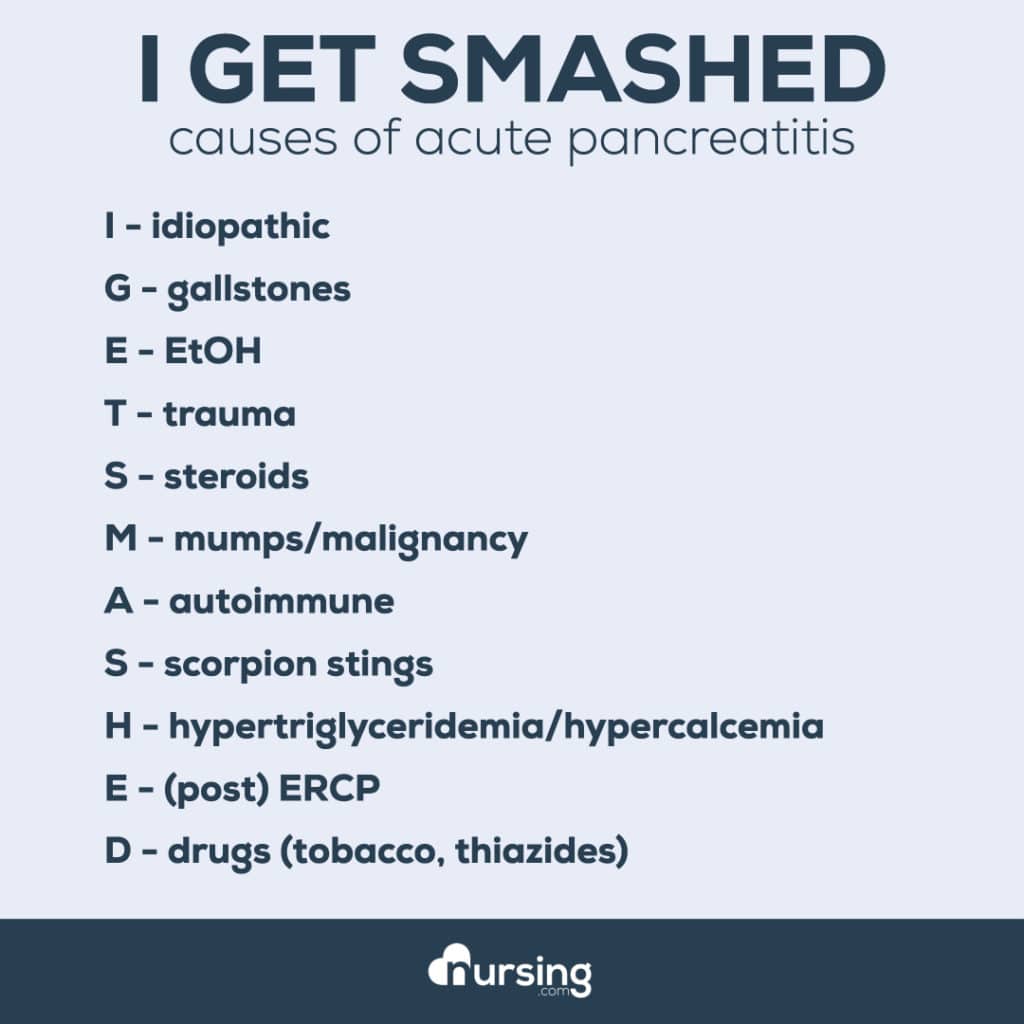 I GET SMASHED
causes of acute pancreatitis
I - idiopathic
G - gallstones
E - EtOH
T - trauma
S - steroids
M - mumps/malignancy
A - autoimmune
S - scorpion stings
H - hypertriglyceridemia/hypercalcemia
E - (post) ERCP
D - drugs (tobacco, thiazides)
nursing
.com